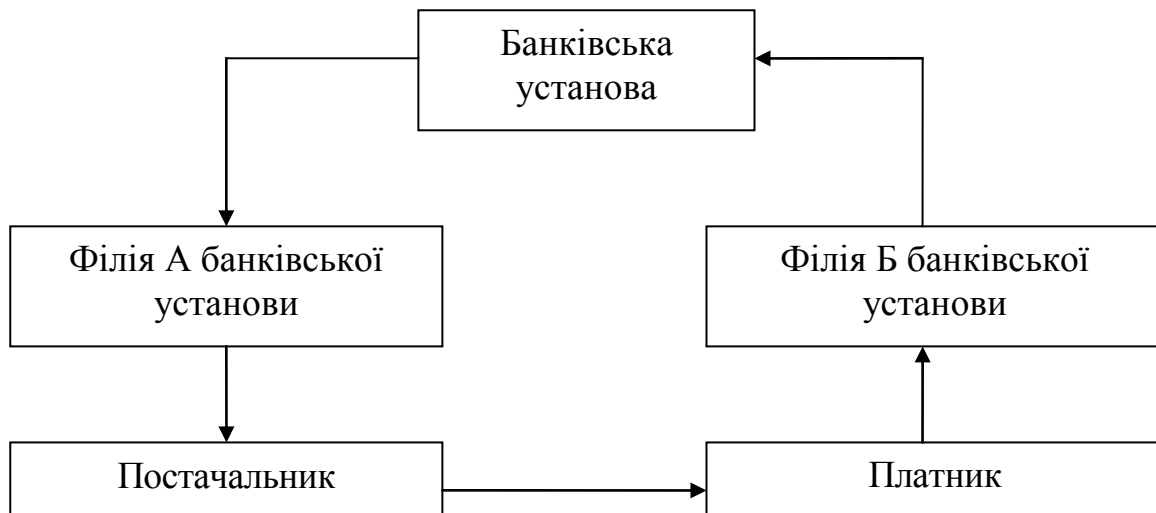 Банківська
установа
Філія А банківської
установи
Філія Б банківської
установи
Постачальник
Платник